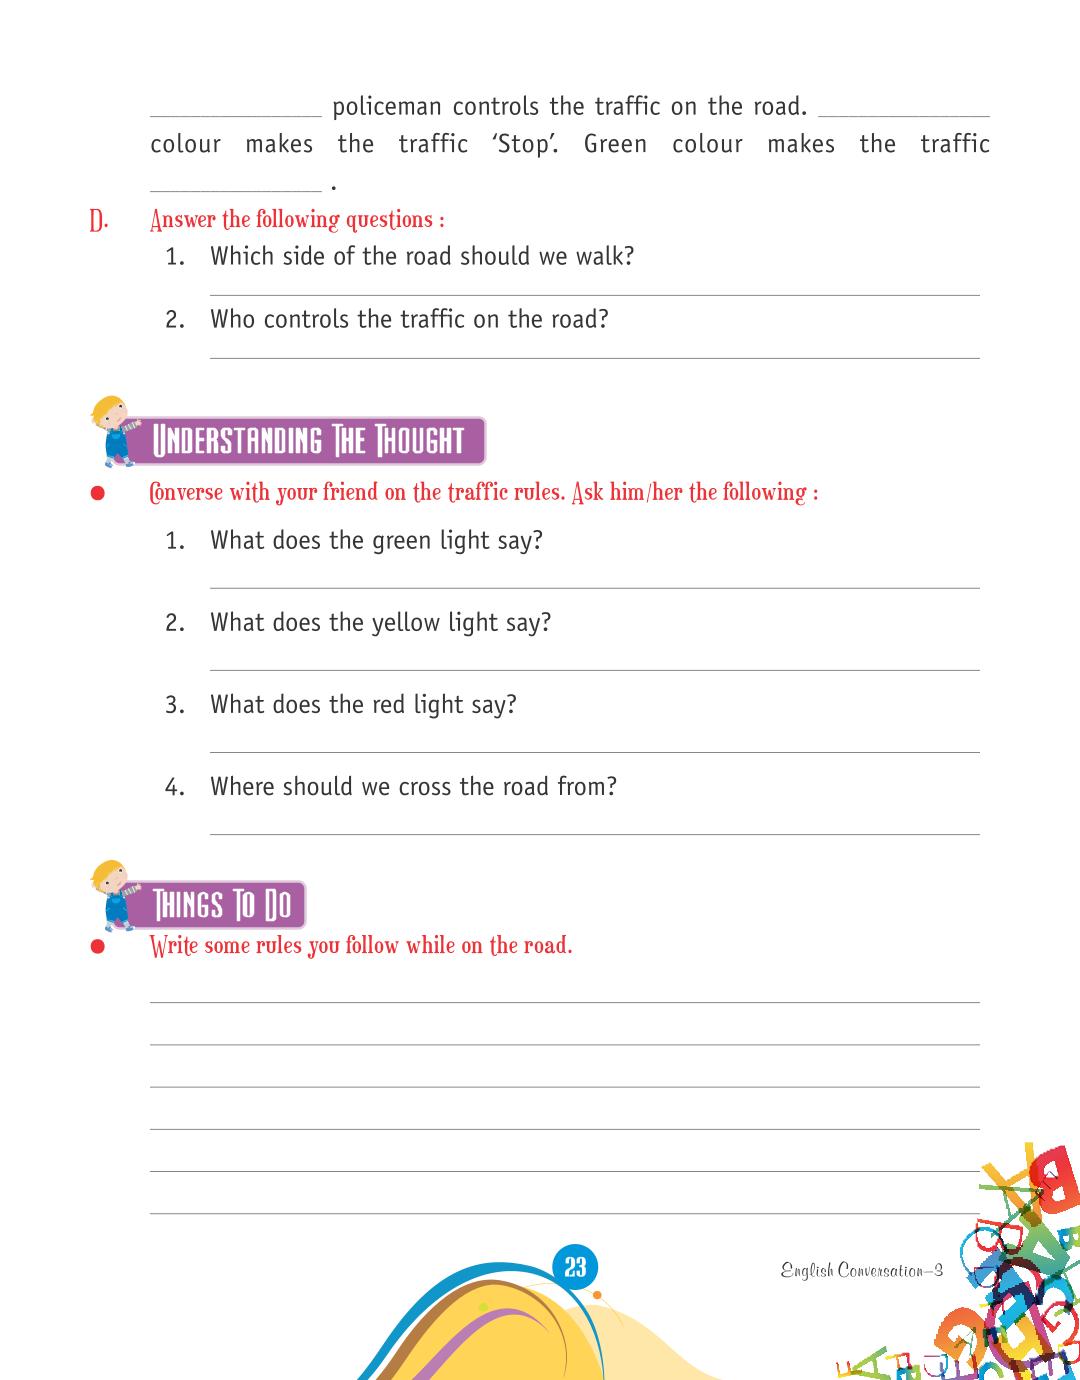 ________________ policeman controls the traffic on the road. ________________
colour makes the traffic ‘Stop’. Green colour makes the traffic
________________ .
D. Answer the following questions :
1. Which side of the road should we walk?
2. Who controls the traffic on the road?
UNDERSTANDING THE THOUGHT
● Converse with your friend on the traffic rules. Ask him/her the following :
1. What does the green light say?
2. What does the yellow light say?
3. What does the red light say?
4. Where should we cross the road from?
THINGS TO DO
● Write some rules you follow while on the road.
23
English Conversation–3